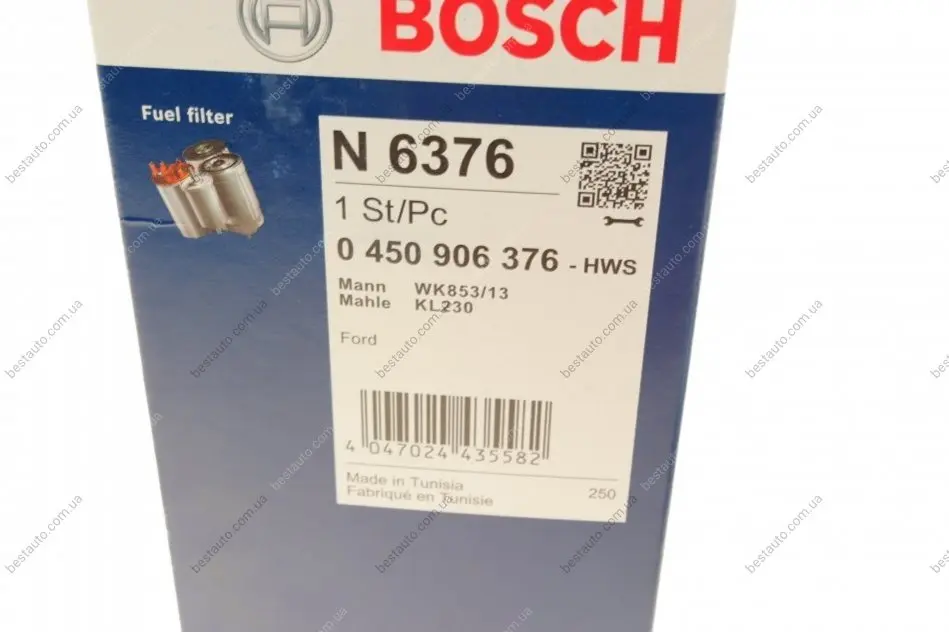 BOSCH
Fuel filter
N 6376
1 St/Pc
0 450 906 376 - HWS
Mann WK853/13
Mahle KL230
Ford
4 047024 435582
Made in Tunisia
Fabriqué en Tunisie 250
bestauto.com.ua